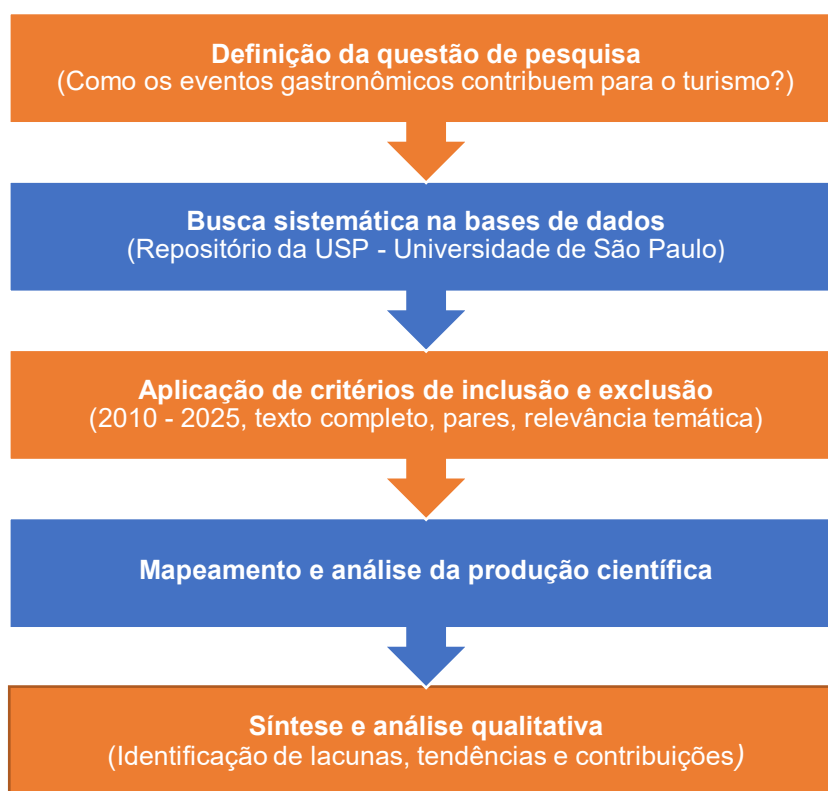 Definição da questão de pesquisa
(Como os eventos gastronômicos contribuem para o turismo?)
Busca sistemática na bases de dados
(Repositório da USP - Universidade de São Paulo)
Aplicação de critérios de inclusão e exclusão
(2010 - 2025, texto completo, pares, relevância temática)
Mapeamento e análise da produção científica
Síntese e análise qualitativa
(Identificação de lacunas, tendências e contribuições)